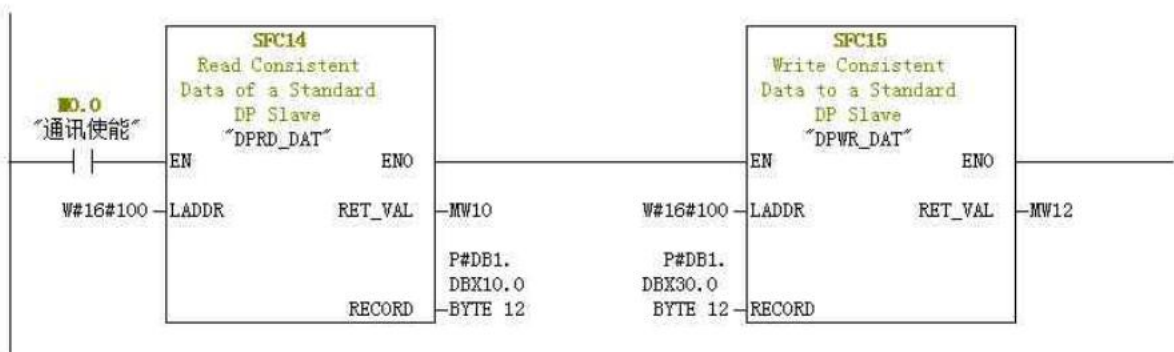 SFC14
Read Consistent
Data of a Standard
DP Slave
"DPRD_DAT"
M0.0
"通讯使能"
EN ENO
W#16#100 LADDR RET_VAL MW10
P#DB1.
DBX10.0
RECORD BYTE 12
SFC15
Write Consistent
Data to a Standard
DP Slave
"DPWR_DAT"
EN ENO
W#16#100 LADDR RET_VAL MW12
P#DB1.
DBX30.0
BYTE 12 RECORD